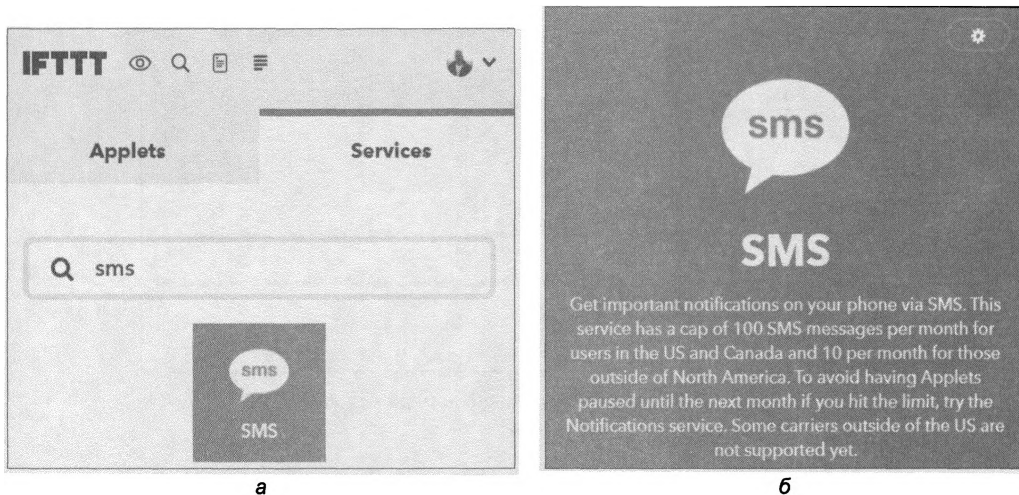 IFTTT
Applets
Services
sms
sms
SMS
а
sms
SMS
Get important notifications on your phone via SMS. This
service has a cap of 100 SMS messages per month for
users in the US and Canada and 10 per month for those
outside of North America. To avoid having Applets
paused until the next month if you hit the limit, try the
Notifications service. Some carriers outside of the US are
not supported yet.
б